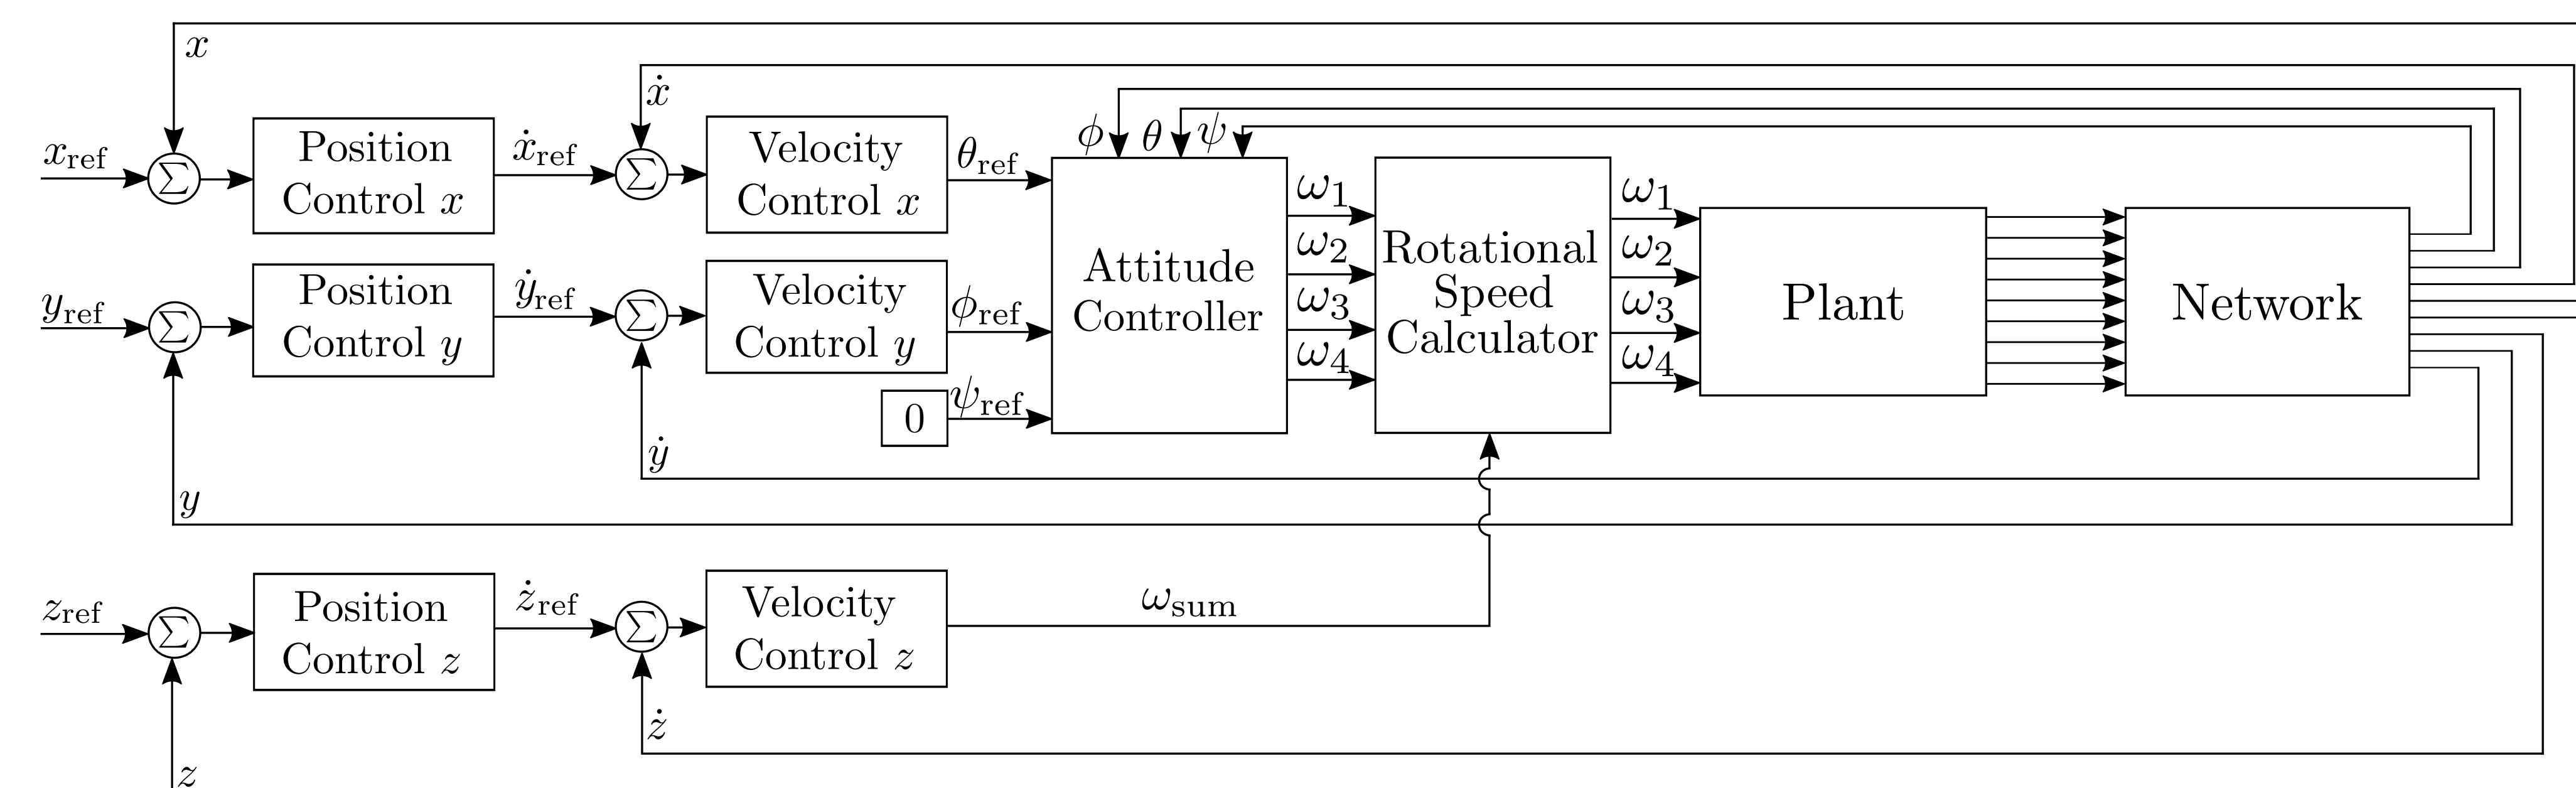 x
ẋ
ϕ θ ψ
x_ref
Σ
Position
Control x
ẋ_ref
Σ
Velocity
Control x
θ_ref
y_ref
Σ
Position
Control y
ẏ_ref
Σ
Velocity
Control y
ϕ_ref
0
ψ_ref
Attitude
Controller
ω1
ω2
ω3
ω4
Rotational
Speed
Calculator
ω1
ω2
ω3
ω4
Plant
Network
ẏ
y
z_ref
Σ
Position
Control z
ż_ref
Σ
Velocity
Control z
ω_sum
ż
z